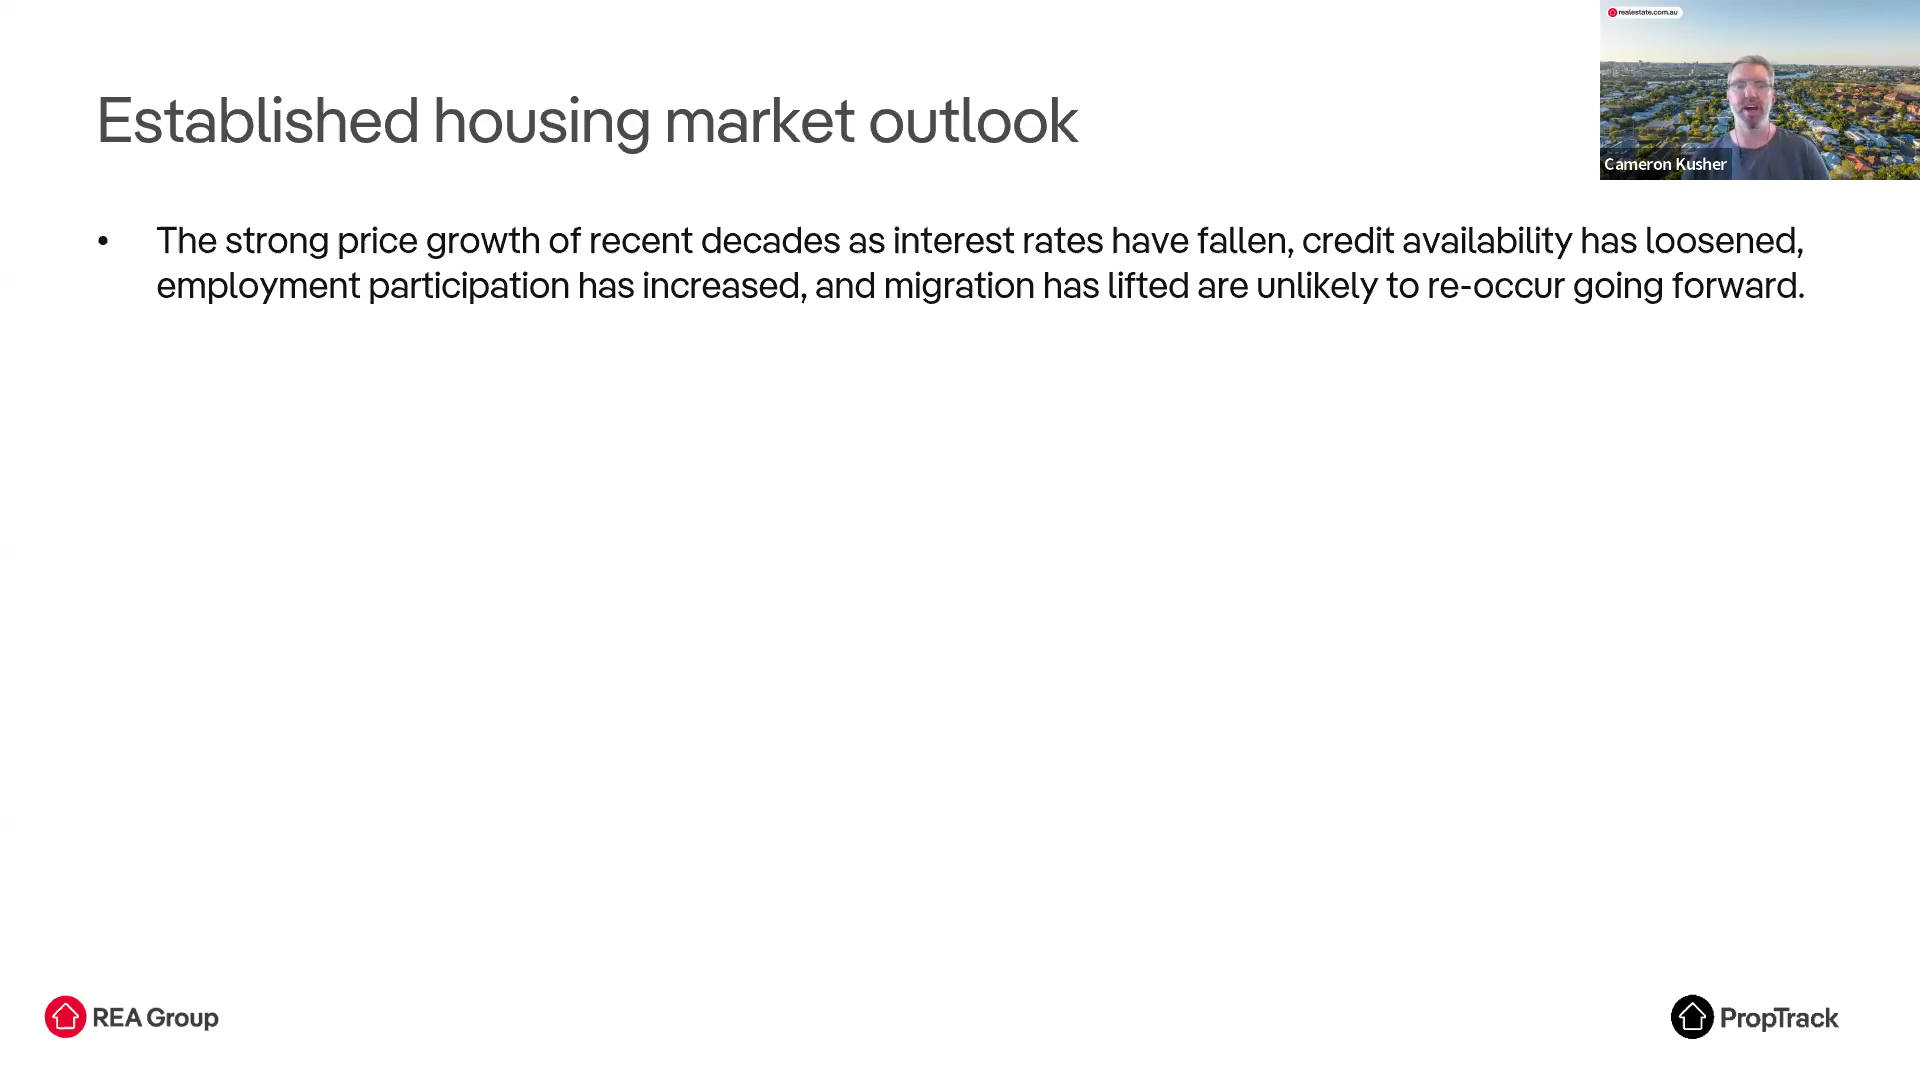 realestate.com.au
Established housing market outlook
Cameron Kusher
• The strong price growth of recent decades as interest rates have fallen, credit availability has loosened,
employment participation has increased, and migration has lifted are unlikely to re-occur going forward.
REA Group
PropTrack